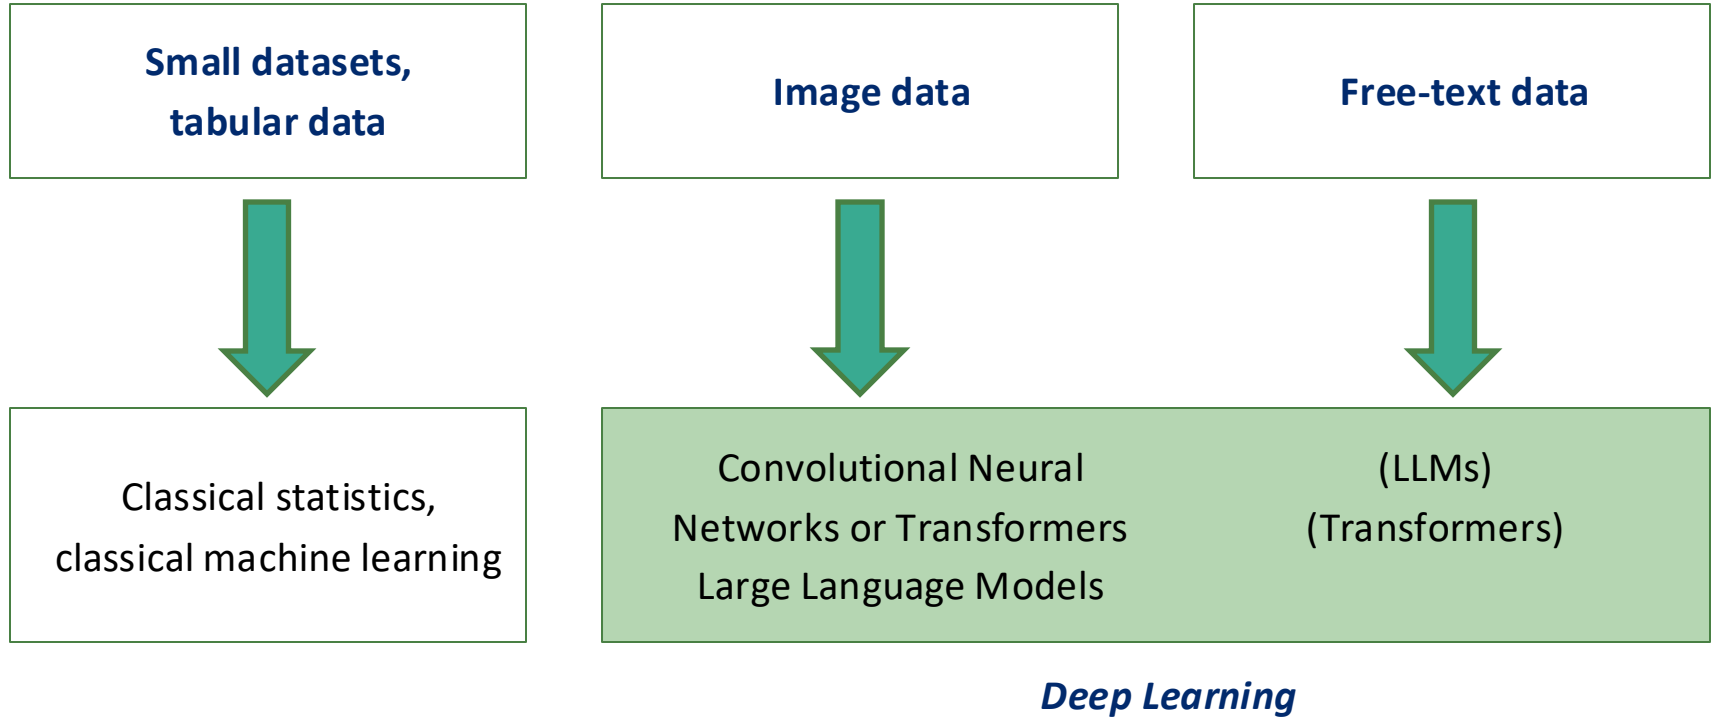 Small datasets,
tabular data
Image data
Free-text data
Classical statistics,
classical machine learning
Convolutional Neural
Networks or Transformers
Large Language Models
(LLMs)
(Transformers)
Deep Learning